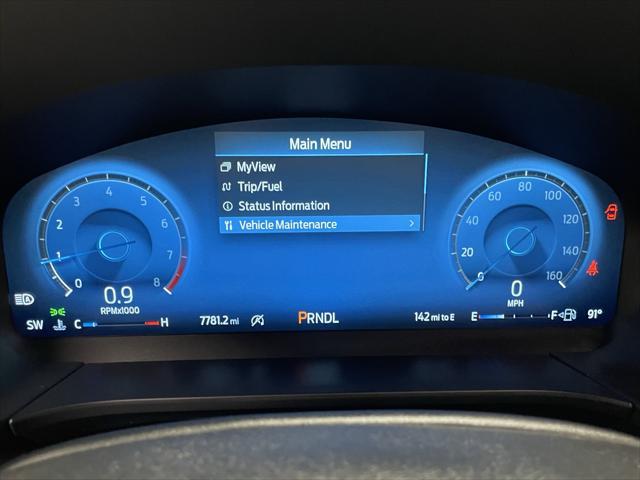 Main Menu
MyView
Trip/Fuel
Status Information
Vehicle Maintenance
0 1 2 3 4 5 6 7 8
0.9
RPMx1000
0 20 40 60 80 100 120 140 160
0
MPH
A
SW C H
7781.2 mi
PRNDL
142 mi to E
E F
91°